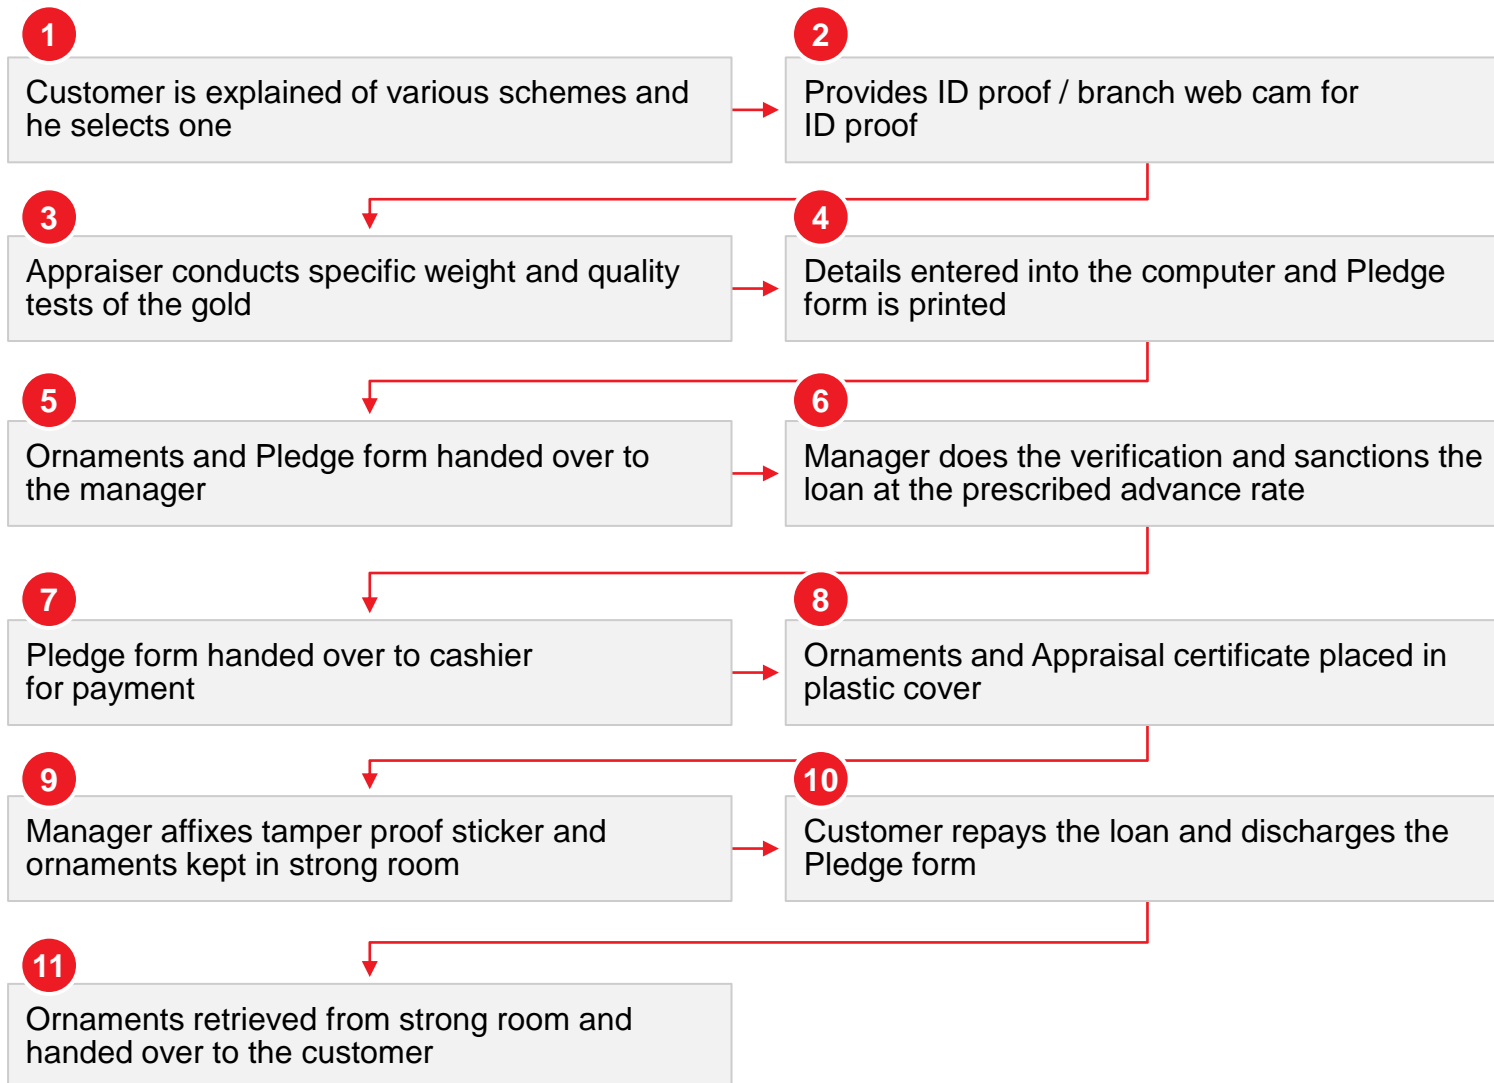 1
Customer is explained of various schemes and
he selects one
2
Provides ID proof / branch web cam for
ID proof
3
Appraiser conducts specific weight and quality
tests of the gold
4
Details entered into the computer and Pledge
form is printed
5
Ornaments and Pledge form handed over to
the manager
6
Manager does the verification and sanctions the
loan at the prescribed advance rate
7
Pledge form handed over to cashier
for payment
8
Ornaments and Appraisal certificate placed in
plastic cover
9
Manager affixes tamper proof sticker and
ornaments kept in strong room
10
Customer repays the loan and discharges the
Pledge form
11
Ornaments retrieved from strong room and
handed over to the customer